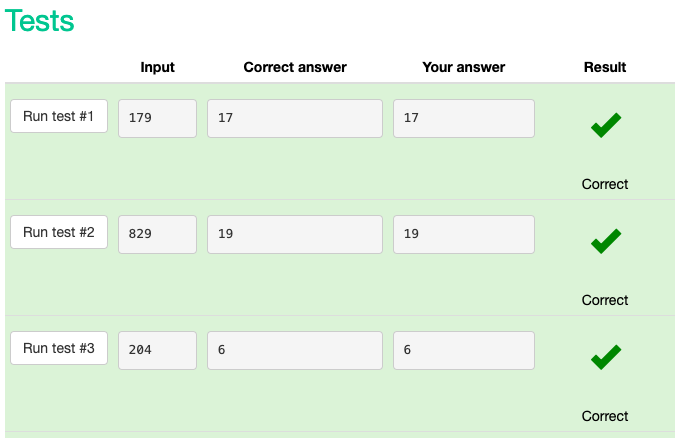 Tests
Input Correct answer Your answer Result
Run test #1 179 17 17
Correct
Run test #2 829 19 19
Correct
Run test #3 204 6 6
Correct